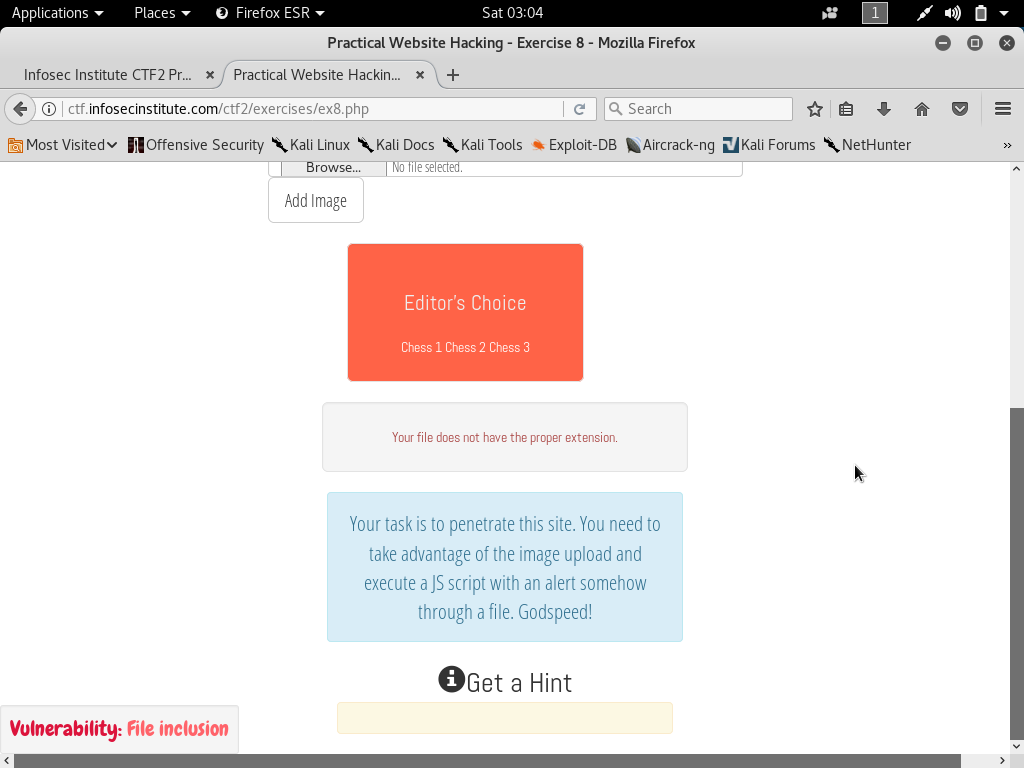 Applications Places Firefox ESR Sat 03:04 1
Practical Website Hacking - Exercise 8 - Mozilla Firefox
Infosec Institute CTF2 Pr... Practical Website Hackin...
ctf.infosecinstitute.com/ctf2/exercises/ex8.php Search
Most Visited Offensive Security Kali Linux Kali Docs Kali Tools Exploit-DB Aircrack-ng Kali Forums NetHunter »
Browse... No file selected.
Add Image
Editor's Choice
Chess 1 Chess 2 Chess 3
Your file does not have the proper extension.
Your task is to penetrate this site. You need to
take advantage of the image upload and
execute a JS script with an alert somehow
through a file. Godspeed!
Get a Hint
Vulnerability: File inclusion